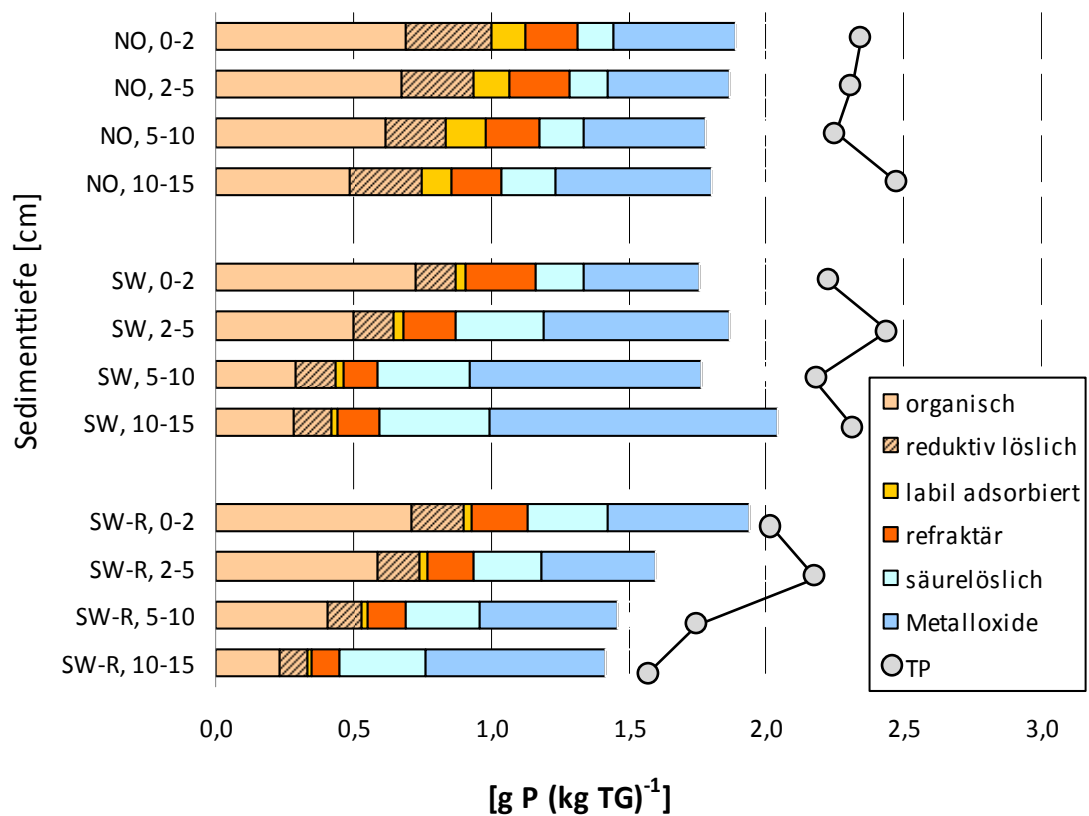 Sedimenttiefe [cm]
NO, 0-2
NO, 2-5
NO, 5-10
NO, 10-15
SW, 0-2
SW, 2-5
SW, 5-10
SW, 10-15
SW-R, 0-2
SW-R, 2-5
SW-R, 5-10
SW-R, 10-15
organisch
reduktiv löslich
labil adsorbiert
refraktär
säurelöslich
Metalloxide
TP
0,0 0,5 1,0 1,5 2,0 2,5 3,0
[g P (kg TG)⁻¹]